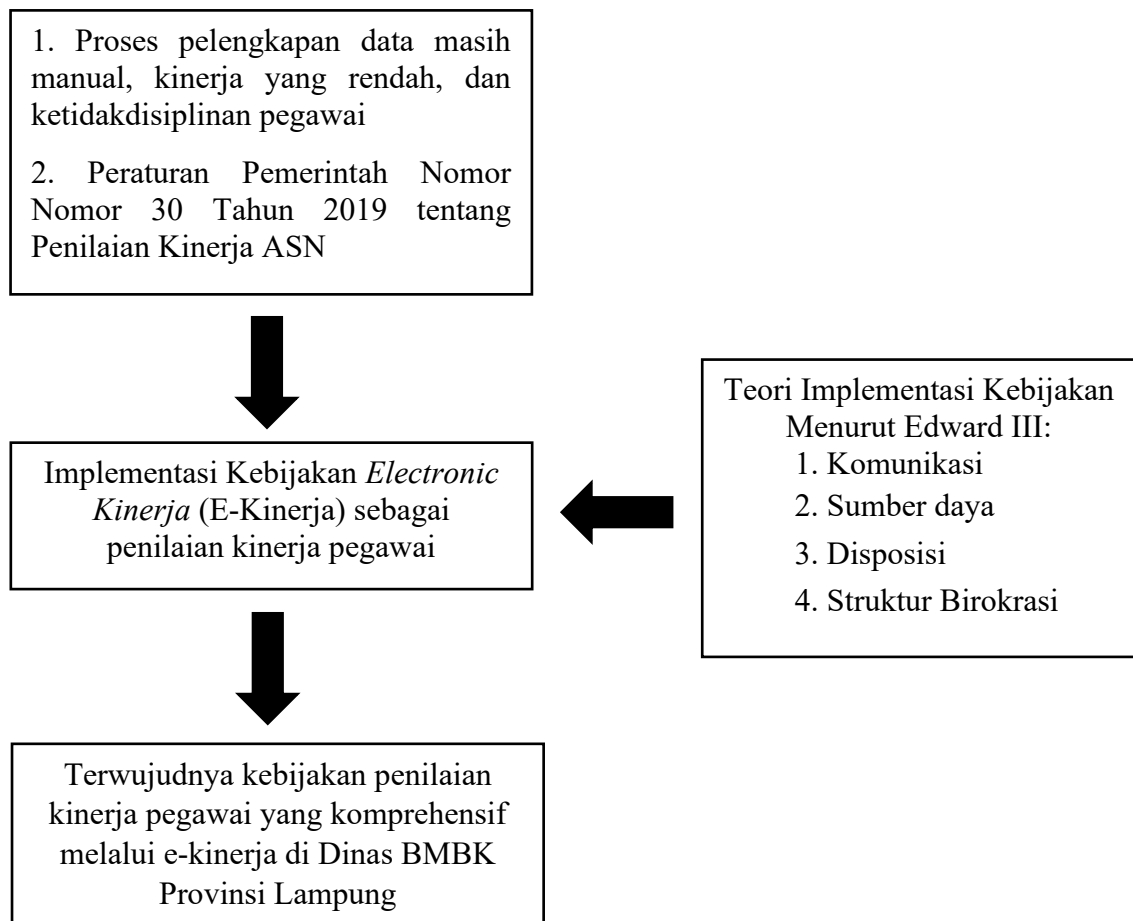 1. Proses pelengkapan data masih
manual, kinerja yang rendah, dan
ketidakdisiplinan pegawai
2. Peraturan Pemerintah Nomor
Nomor 30 Tahun 2019 tentang
Penilaian Kinerja ASN
Teori Implementasi Kebijakan
Menurut Edward III:
1. Komunikasi
2. Sumber daya
3. Disposisi
4. Struktur Birokrasi
Implementasi Kebijakan Electronic
Kinerja (E-Kinerja) sebagai
penilaian kinerja pegawai
Terwujudnya kebijakan penilaian
kinerja pegawai yang komprehensif
melalui e-kinerja di Dinas BMBK
Provinsi Lampung